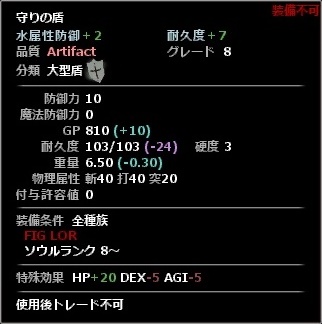 守りの盾
装備不可
水属性防御+2 耐久度+7
品質 Artifact グレード 8
分類 大型盾
防御力 10
魔法防御力 0
GP 810 (+10)
耐久度 103/103 (-24) 硬度 3
重量 6.50 (-0.30)
物理属性 斬40 打40 突20
付与許容値 0
装備条件 全種族
FIG LOR
ソウルランク 8～
特殊効果 HP+20 DEX-5 AGI-5
使用後トレード不可